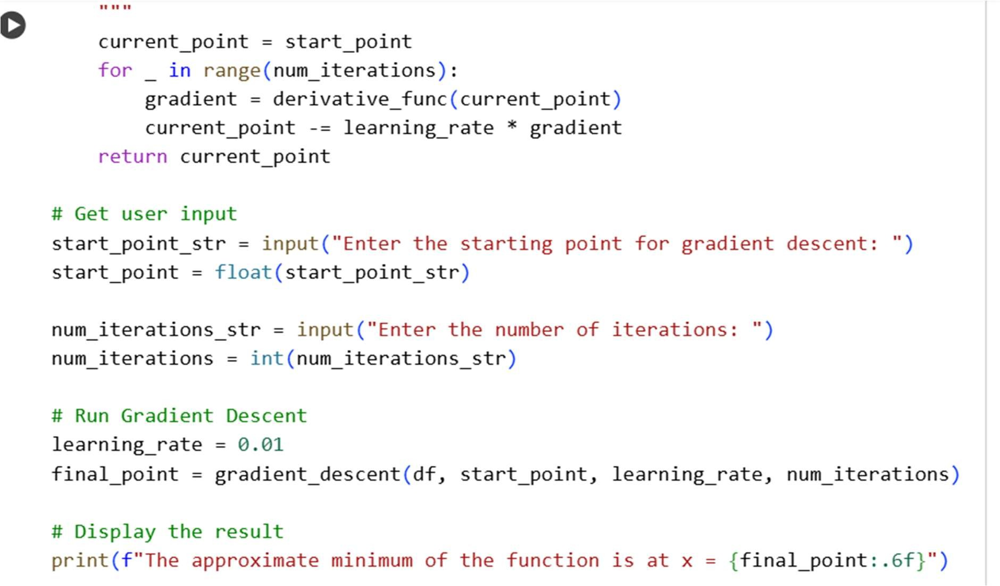 """
current_point = start_point
for _ in range(num_iterations):
gradient = derivative_func(current_point)
current_point -= learning_rate * gradient
return current_point
# Get user input
start_point_str = input("Enter the starting point for gradient descent: ")
start_point = float(start_point_str)
num_iterations_str = input("Enter the number of iterations: ")
num_iterations = int(num_iterations_str)
# Run Gradient Descent
learning_rate = 0.01
final_point = gradient_descent(df, start_point, learning_rate, num_iterations)
# Display the result
print(f"The approximate minimum of the function is at x = {final_point:.6f}")